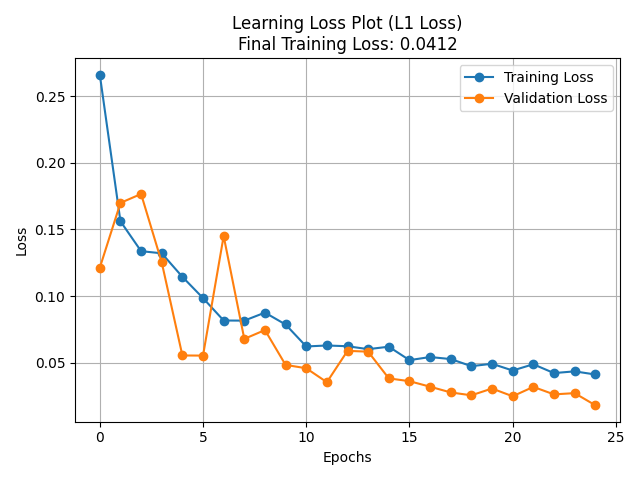 Learning Loss Plot (L1 Loss)
Final Training Loss: 0.0412
Training Loss
Validation Loss
0.25
0.20
0.15
0.10
0.05
Loss
0
5
10
15
20
25
Epochs